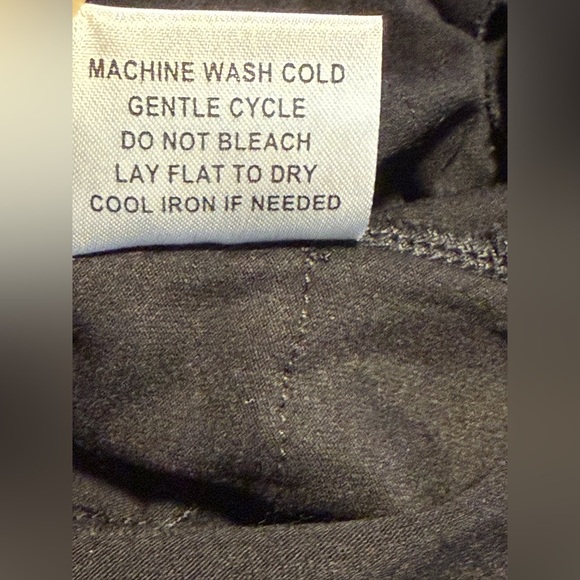 MACHINE WASH COLD
GENTLE CYCLE
DO NOT BLEACH
LAY FLAT TO DRY
COOL IRON IF NEEDED